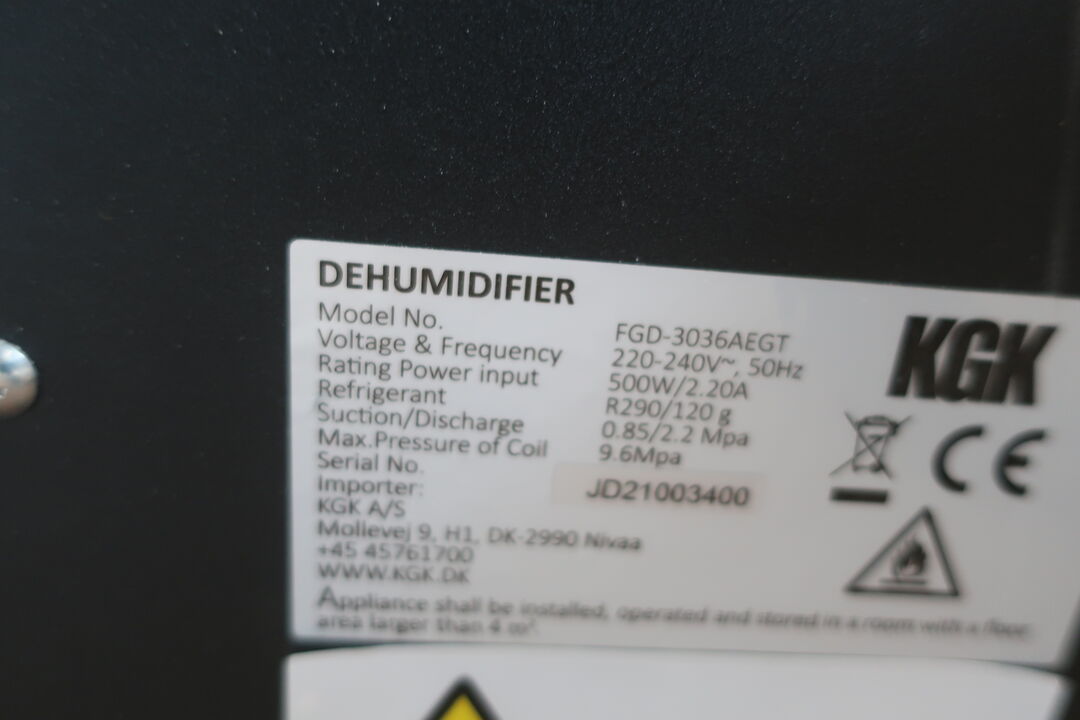 DEHUMIDIFIER
Model No. FGD-3036AEGT
Voltage & Frequency 220-240V~, 50Hz
Rating Power input 500W/2.20A
Refrigerant R290/120 g
Suction/Discharge 0.85/2.2 Mpa
Max.Pressure of Coil 9.6Mpa
Serial No. JD21003400
Importer:
KGK A/S
Mollevej 9, H1, DK-2990 Nivaa
+45 45761700
WWW.KGK.DK
Appliance shall be installed, operated and stored in a room with a floor
area larger than 4 m².
KGK
CE